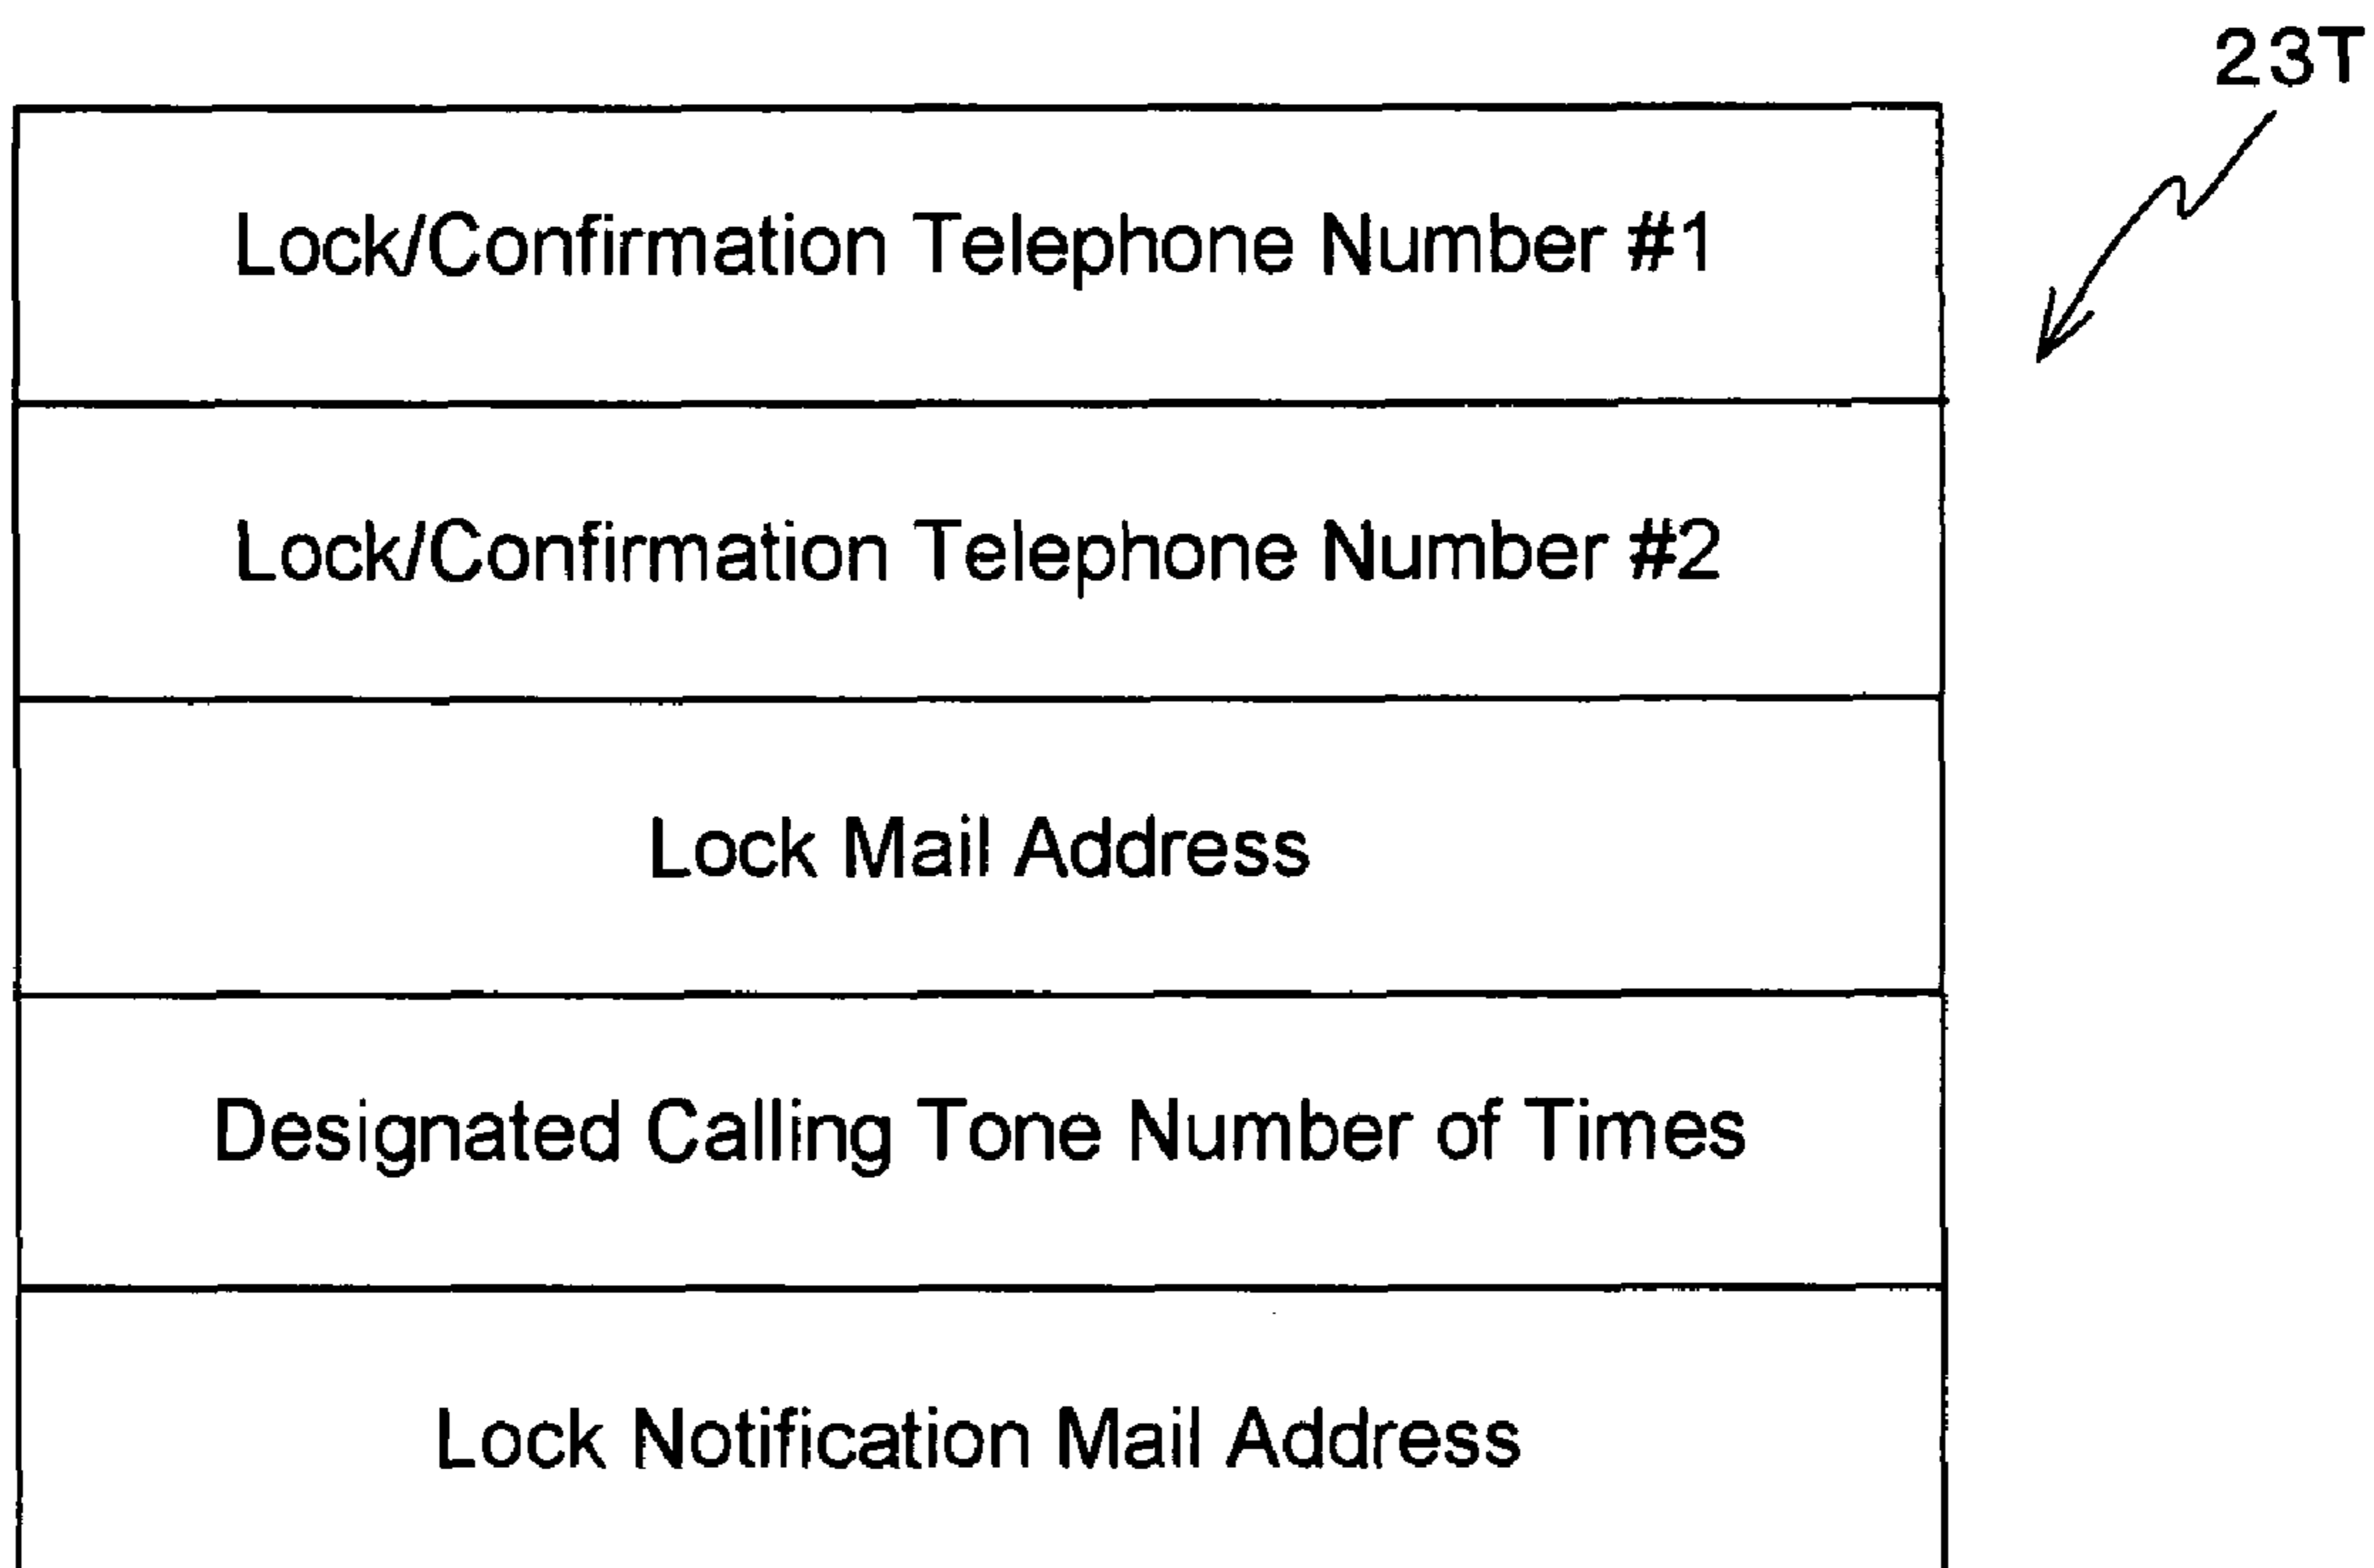 23T
Lock/Confirmation Telephone Number #1
Lock/Confirmation Telephone Number #2
Lock Mail Address
Designated Calling Tone Number of Times
Lock Notification Mail Address